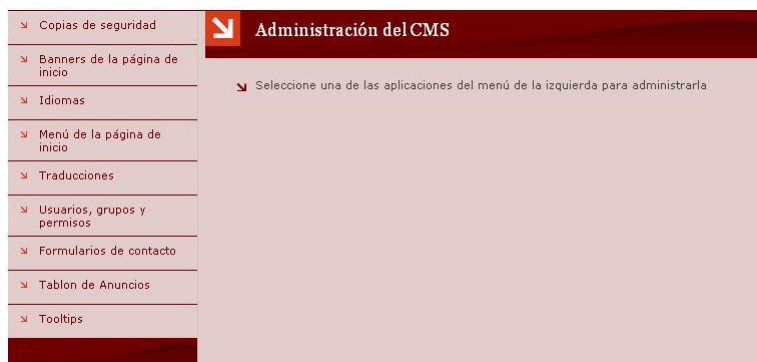 Copias de seguridad
Banners de la página de
inicio
Idiomas
Menú de la página de
inicio
Traducciones
Usuarios, grupos y
permisos
Formularios de contacto
Tablon de Anuncios
Tooltips
Administración del CMS
Seleccione una de las aplicaciones del menú de la izquierda para administrarla